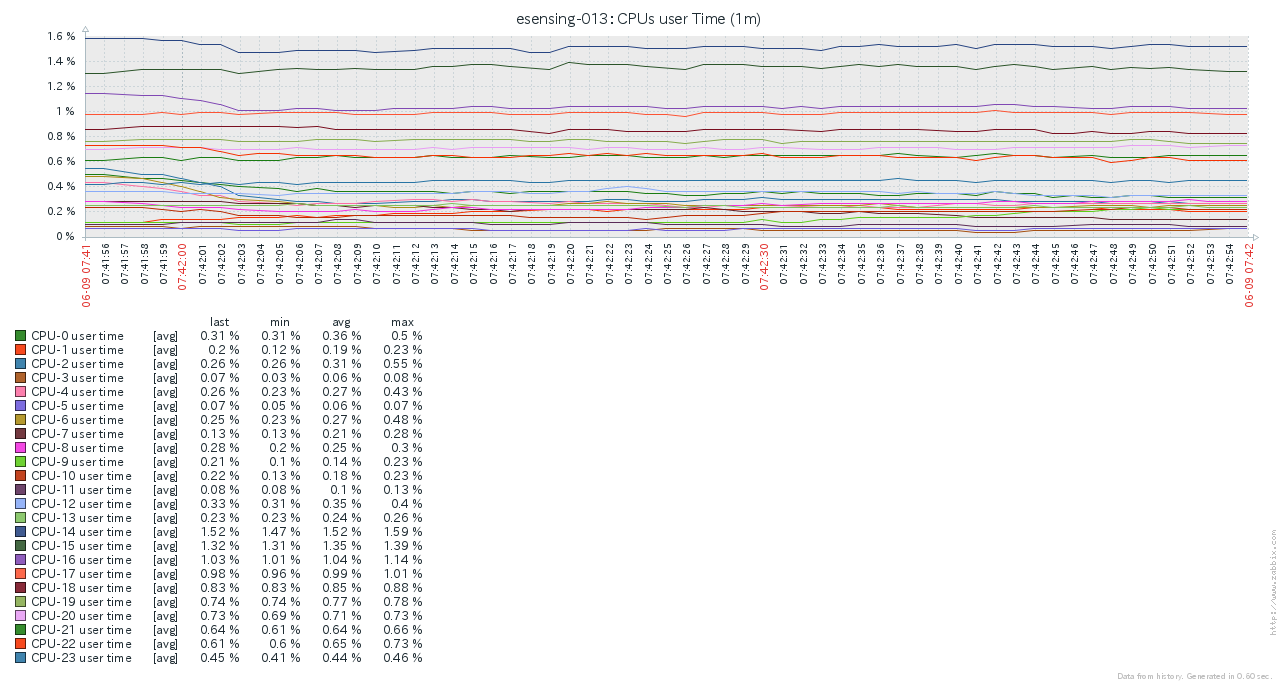 esensing-013: CPUs user Time (1m)
1.6 %
1.4 %
1.2 %
1 %
0.8 %
0.6 %
0.4 %
0.2 %
0 %
06-09 07:41
07:41:56
07:41:57
07:41:58
07:41:59
07:42:00
07:42:01
07:42:02
07:42:03
07:42:04
07:42:05
07:42:06
07:42:07
07:42:08
07:42:09
07:42:10
07:42:11
07:42:12
07:42:13
07:42:14
07:42:15
07:42:16
07:42:17
07:42:18
07:42:19
07:42:20
07:42:21
07:42:22
07:42:23
07:42:24
07:42:25
07:42:26
07:42:27
07:42:28
07:42:29
07:42:30
07:42:31
07:42:32
07:42:33
07:42:34
07:42:35
07:42:36
07:42:37
07:42:38
07:42:39
07:42:40
07:42:41
07:42:42
07:42:43
07:42:44
07:42:45
07:42:46
07:42:47
07:42:48
07:42:49
07:42:50
07:42:51
07:42:52
07:42:53
07:42:54
06-09 07:42
last min avg max
CPU-0 user time [avg] 0.31 % 0.31 % 0.36 % 0.5 %
CPU-1 user time [avg] 0.2 % 0.12 % 0.19 % 0.23 %
CPU-2 user time [avg] 0.26 % 0.26 % 0.31 % 0.55 %
CPU-3 user time [avg] 0.07 % 0.03 % 0.06 % 0.08 %
CPU-4 user time [avg] 0.26 % 0.23 % 0.27 % 0.43 %
CPU-5 user time [avg] 0.07 % 0.05 % 0.06 % 0.07 %
CPU-6 user time [avg] 0.25 % 0.23 % 0.27 % 0.48 %
CPU-7 user time [avg] 0.13 % 0.13 % 0.21 % 0.28 %
CPU-8 user time [avg] 0.28 % 0.2 % 0.25 % 0.3 %
CPU-9 user time [avg] 0.21 % 0.1 % 0.14 % 0.23 %
CPU-10 user time [avg] 0.22 % 0.13 % 0.18 % 0.23 %
CPU-11 user time [avg] 0.08 % 0.08 % 0.1 % 0.13 %
CPU-12 user time [avg] 0.33 % 0.31 % 0.35 % 0.4 %
CPU-13 user time [avg] 0.23 % 0.23 % 0.24 % 0.26 %
CPU-14 user time [avg] 1.52 % 1.47 % 1.52 % 1.59 %
CPU-15 user time [avg] 1.32 % 1.31 % 1.35 % 1.39 %
CPU-16 user time [avg] 1.03 % 1.01 % 1.04 % 1.14 %
CPU-17 user time [avg] 0.98 % 0.96 % 0.99 % 1.01 %
CPU-18 user time [avg] 0.83 % 0.83 % 0.85 % 0.88 %
CPU-19 user time [avg] 0.74 % 0.74 % 0.77 % 0.78 %
CPU-20 user time [avg] 0.73 % 0.69 % 0.71 % 0.73 %
CPU-21 user time [avg] 0.64 % 0.61 % 0.64 % 0.66 %
CPU-22 user time [avg] 0.61 % 0.6 % 0.65 % 0.73 %
CPU-23 user time [avg] 0.45 % 0.41 % 0.44 % 0.46 %
http://www.zabbix.com
Data from history. Generated in 0.60 sec.